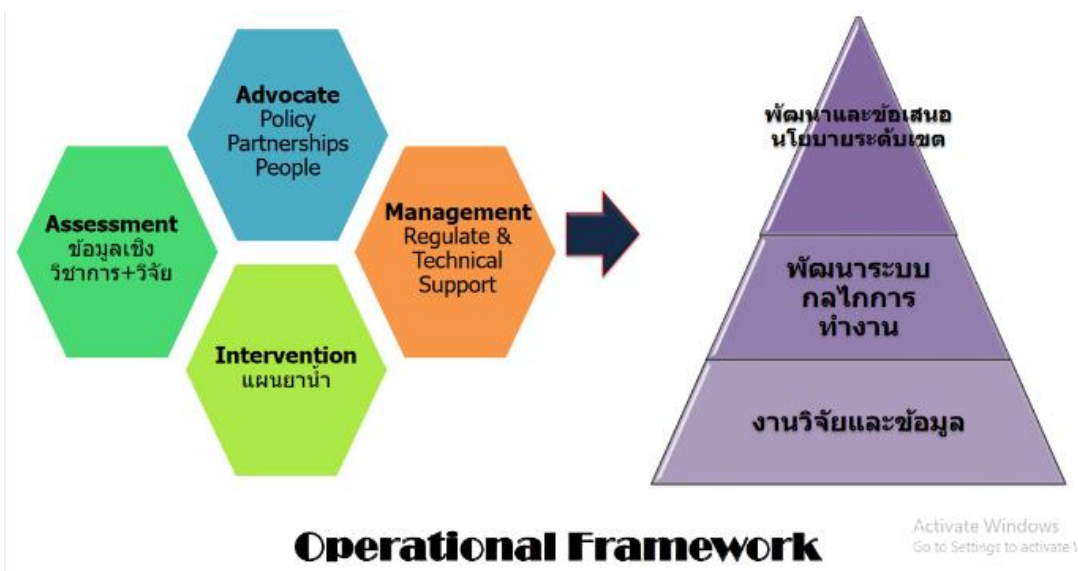 Advocate
Policy
Partnerships
People
Assessment
ข้อมูลเชิง
วิชาการ+วิจัย
Management
Regulate &
Technical
Support
Intervention
แผนยาน้ำ
พัฒนาและข้อเสนอ
นโยบายระดับเขต
พัฒนาระบบ
กลไกการ
ทำงาน
งานวิจัยและข้อมูล
Operational Framework
Activate Windows
Go to Settings to activate